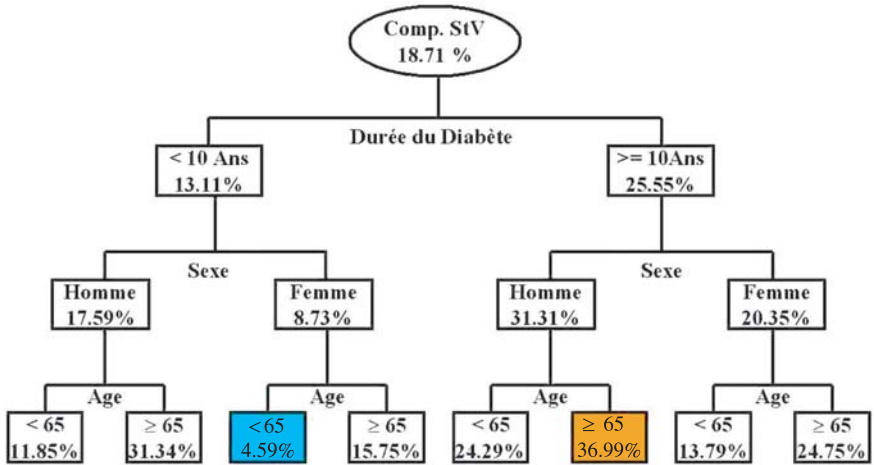 Comp. StV
18.71 %
Durée du Diabète
< 10 Ans
13.11%
>= 10Ans
25.55%
Sexe
Sexe
Homme
17.59%
Femme
8.73%
Homme
31.31%
Femme
20.35%
Age
Age
Age
Age
< 65
11.85%
≥ 65
31.34%
<65
4.59%
≥ 65
15.75%
< 65
24.29%
≥ 65
36.99%
< 65
13.79%
≥ 65
24.75%